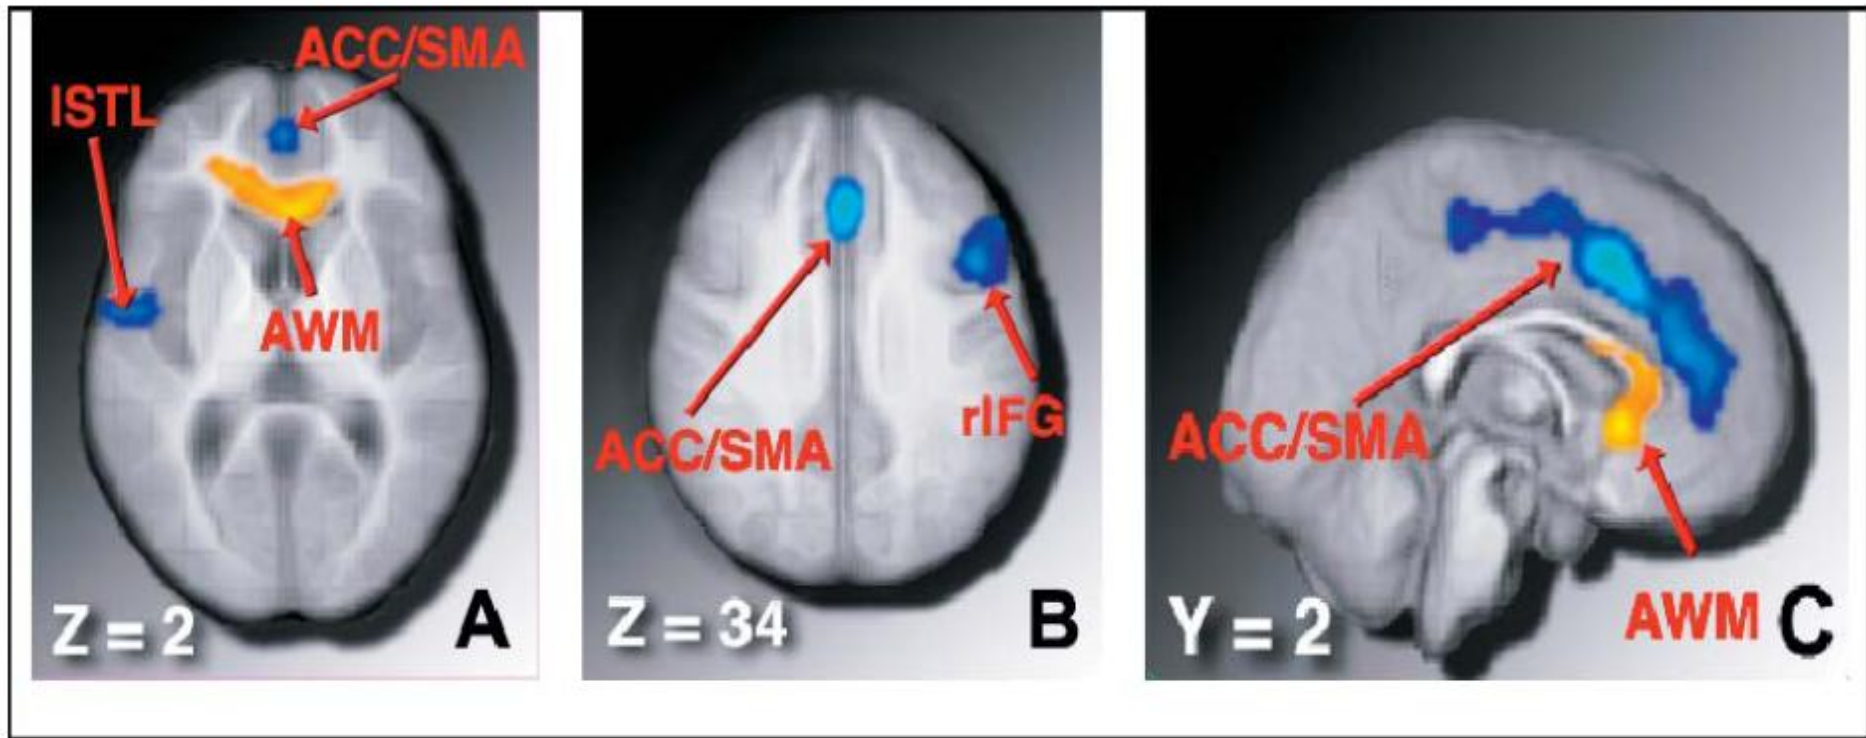 ACC/SMA
lSTL
AWM
Z = 2
A
ACC/SMA
rIFG
Z = 34
B
ACC/SMA
AWM
Y = 2
C